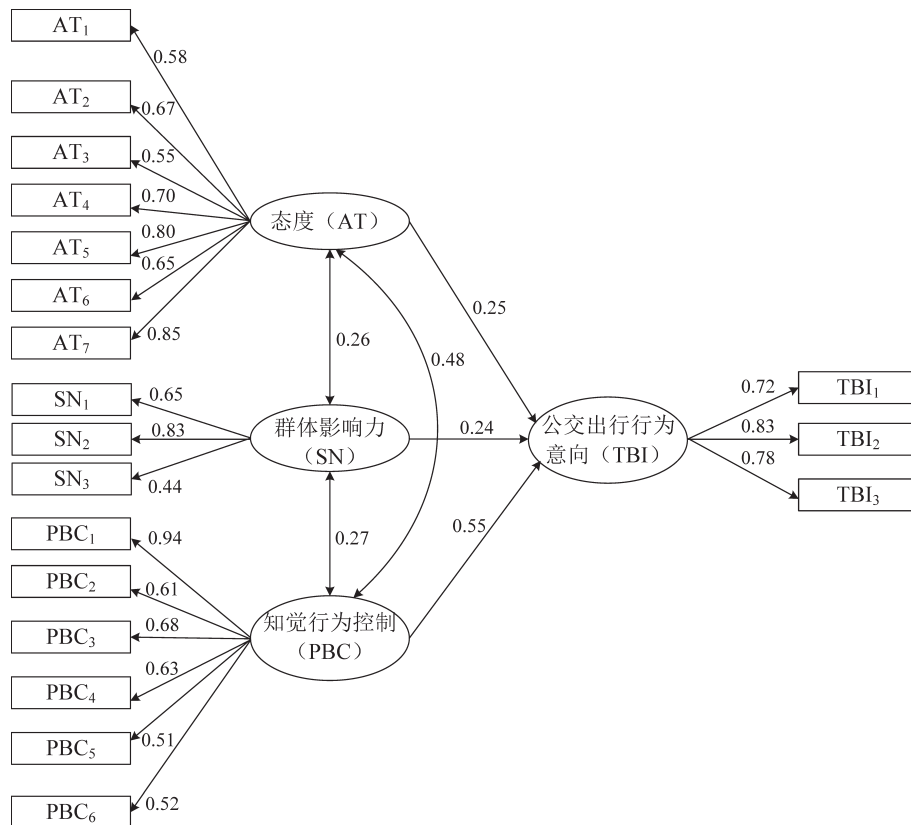 AT₁
0.58
AT₂
0.67
AT₃
0.55
AT₄
0.70
AT₅
0.80
AT₆
0.65
AT₇
0.85
态度（AT）
0.25
0.26
0.48
SN₁
0.65
SN₂
0.83
SN₃
0.44
群体影响力
（SN）
0.24
公交出行行为
意向（TBI）
0.72
TBI₁
0.83
TBI₂
0.78
TBI₃
0.27
0.55
PBC₁
0.94
PBC₂
0.61
PBC₃
0.68
PBC₄
0.63
PBC₅
0.51
PBC₆
0.52
知觉行为控制
（PBC）